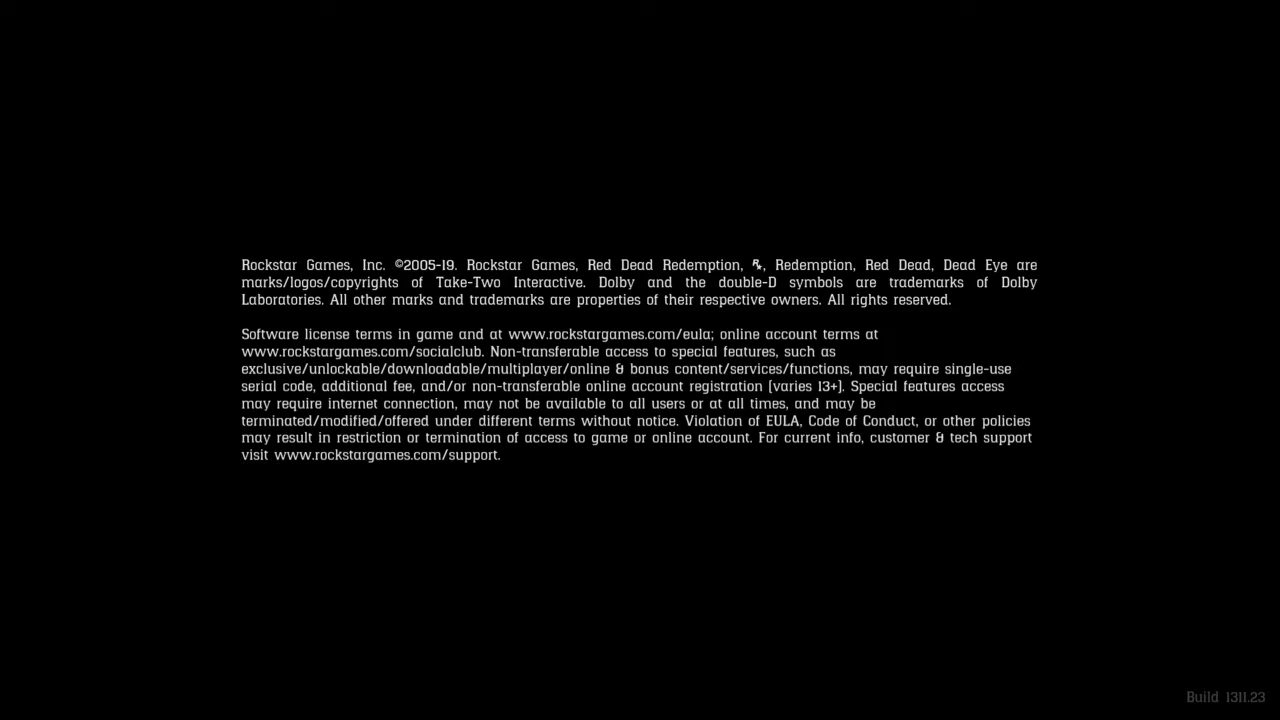 Rockstar Games, Inc. ©2005-19. Rockstar Games, Red Dead Redemption, R*, Redemption, Red Dead, Dead Eye are
marks/logos/copyrights of Take-Two Interactive. Dolby and the double-D symbols are trademarks of Dolby
Laboratories. All other marks and trademarks are properties of their respective owners. All rights reserved.
Software license terms in game and at www.rockstargames.com/eula; online account terms at
www.rockstargames.com/socialclub. Non-transferable access to special features, such as
exclusive/unlockable/downloadable/multiplayer/online & bonus content/services/functions, may require single-use
serial code, additional fee, and/or non-transferable online account registration [varies 13+]. Special features access
may require internet connection, may not be available to all users or at all times, and may be
terminated/modified/offered under different terms without notice. Violation of EULA, Code of Conduct, or other policies
may result in restriction or termination of access to game or online account. For current info, customer & tech support
visit www.rockstargames.com/support.
Build 1311.23